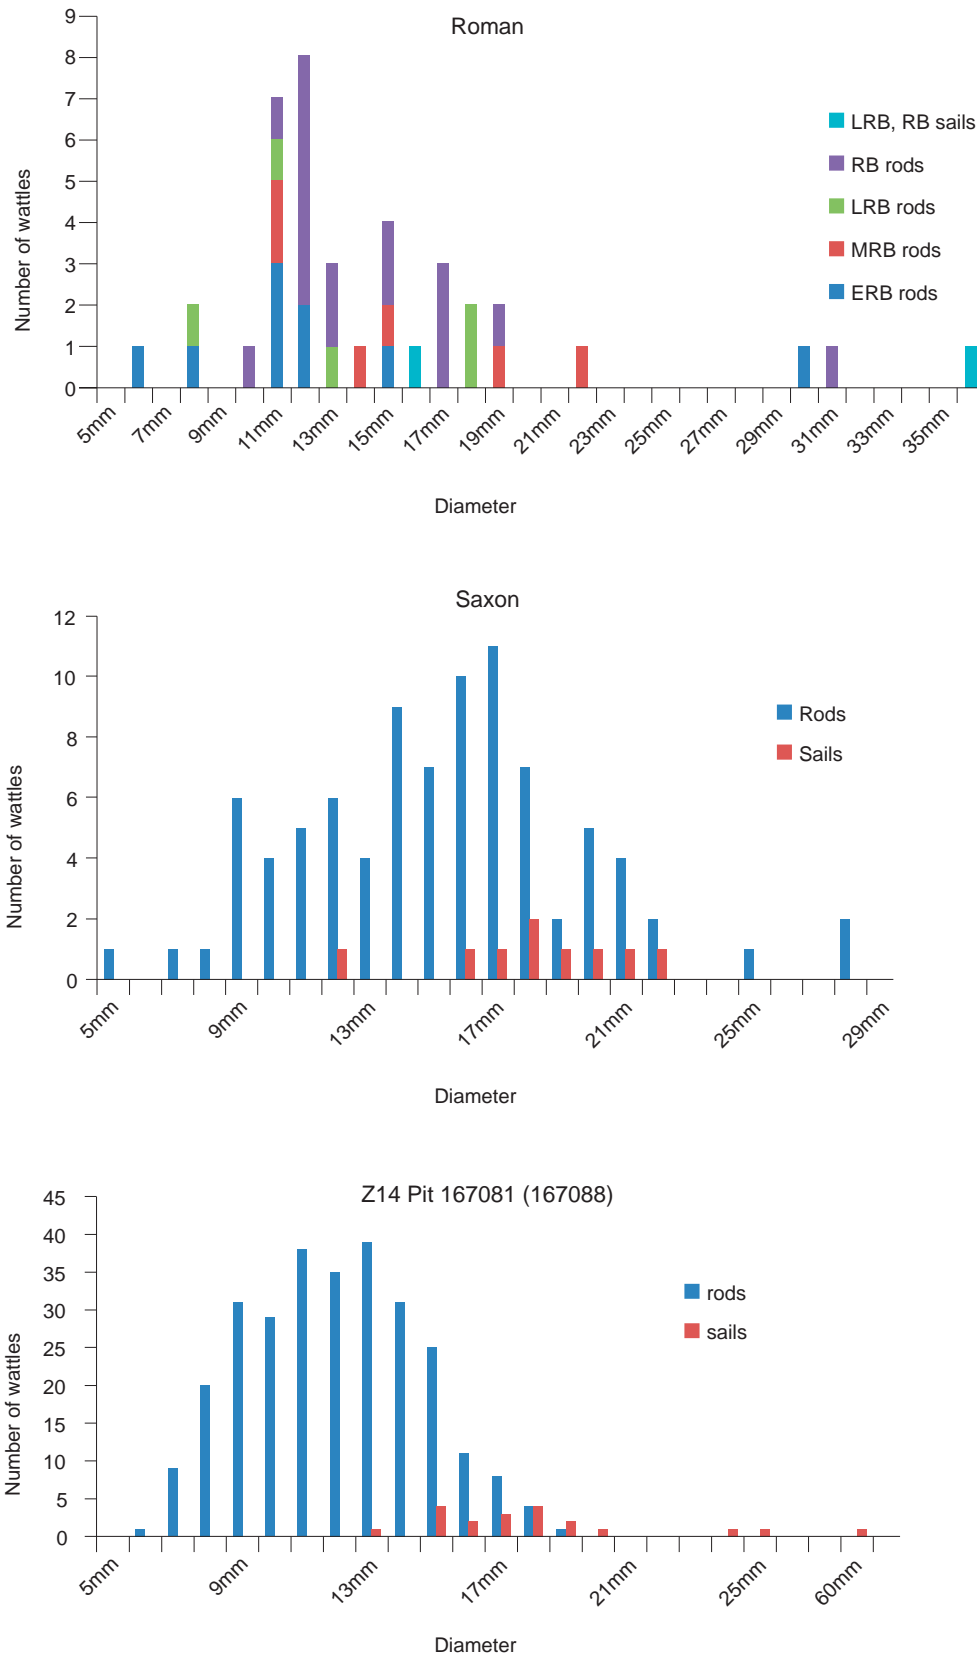 Roman
9
8
7
6
5
4
3
2
1
0
Number of wattles
LRB, RB sails
RB rods
LRB rods
MRB rods
ERB rods
5mm 7mm 9mm 11mm 13mm 15mm 17mm 19mm 21mm 23mm 25mm 27mm 29mm 31mm 33mm 35mm
Diameter
Saxon
12
10
8
6
4
2
0
Number of wattles
Rods
Sails
5mm 9mm 13mm 17mm 21mm 25mm 29mm
Diameter
Z14 Pit 167081 (167088)
45
40
35
30
25
20
15
10
5
0
Number of wattles
rods
sails
5mm 9mm 13mm 17mm 21mm 25mm 60mm
Diameter